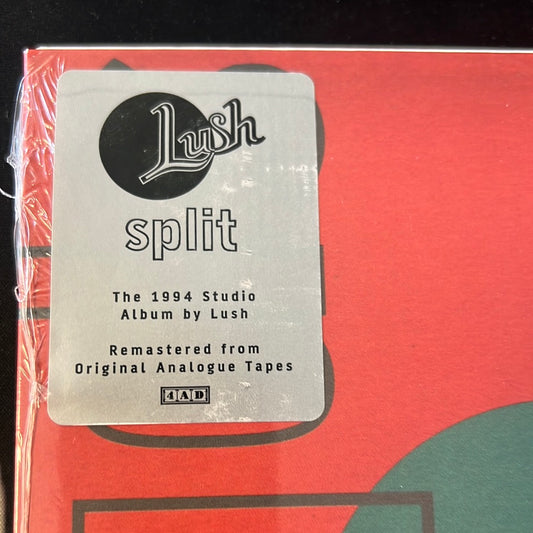 Lush
split
The 1994 Studio
Album by Lush
Remastered from
Original Analogue Tapes
4AD